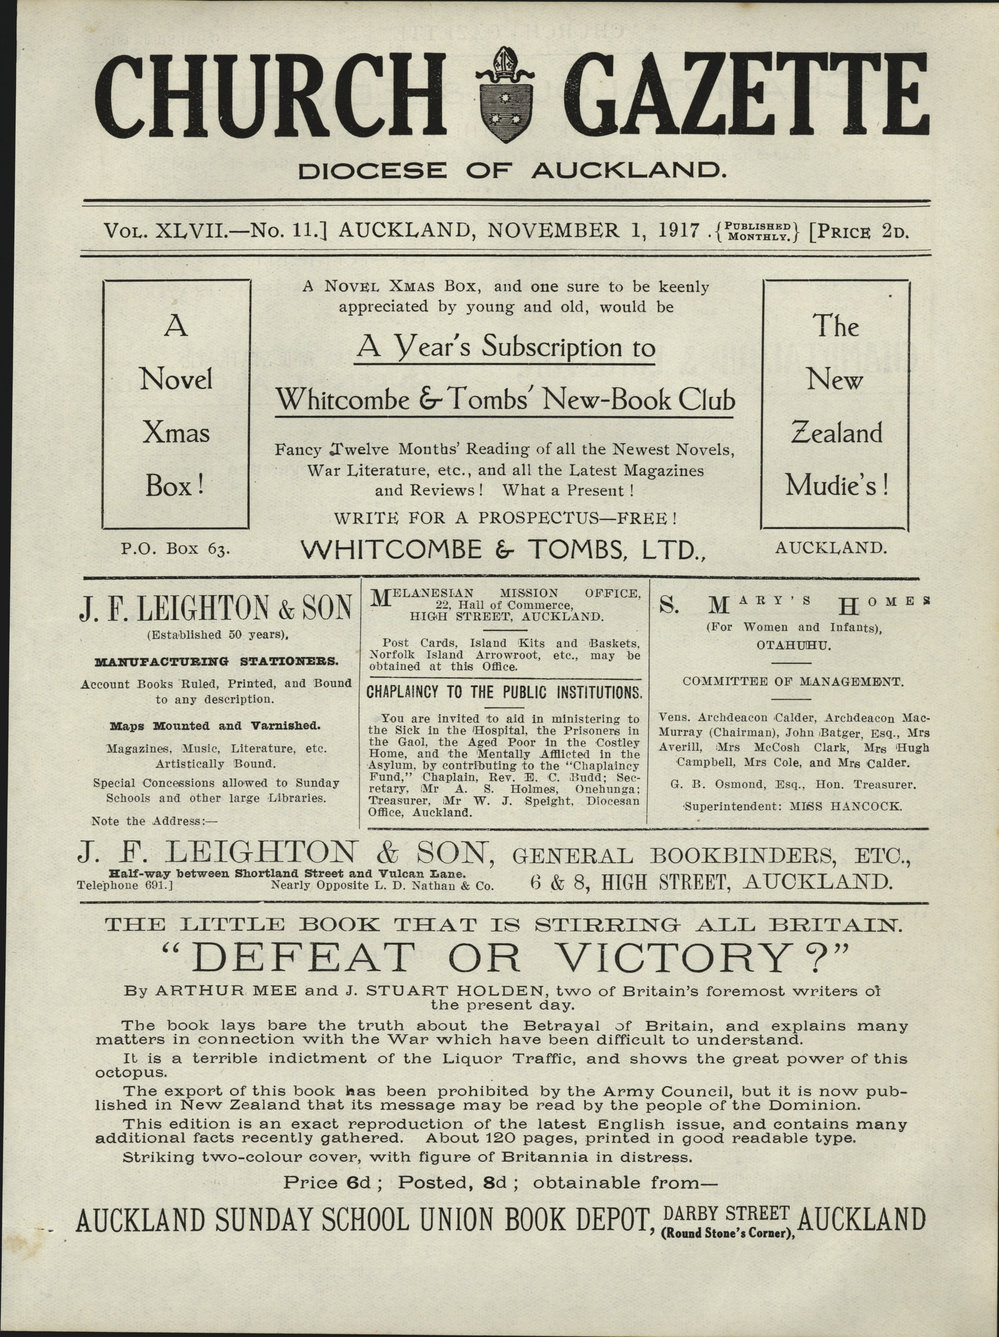 CHURCH GAZETTE
DIOCESE OF AUCKLAND.
VOL. XLVII.—No. 11.] AUCKLAND, NOVEMBER 1, 1917 . {PUBLISHED MONTHLY.} [PRICE 2D.
A
Novel
Xmas
Box!
P.O. Box 63.
A NOVEL XMAS BOX, and one sure to be keenly
appreciated by young and old, would be
A Year's Subscription to
Whitcombe & Tombs' New-Book Club
Fancy Twelve Months' Reading of all the Newest Novels,
War Literature, etc., and all the Latest Magazines
and Reviews! What a Present!
WRITE FOR A PROSPECTUS—FREE!
WHITCOMBE & TOMBS, LTD.,
The
New
Zealand
Mudie's!
AUCKLAND.
J. F. LEIGHTON & SON
(Established 50 years),
MANUFACTURING STATIONERS.
Account Books Ruled, Printed, and Bound
to any description.
Maps Mounted and Varnished.
Magazines, Music, Literature, etc.
Artistically Bound.
Special Concessions allowed to Sunday
Schools and other large Libraries.
Note the Address:—
MELANESIAN MISSION OFFICE,
22, Hall of Commerce,
HIGH STREET, AUCKLAND.
Post Cards, Island Kits and Baskets,
Norfolk Island Arrowroot, etc., may be
obtained at this Office.
CHAPLAINCY TO THE PUBLIC INSTITUTIONS.
You are invited to aid in ministering to
the Sick in the Hospital, the Prisoners in
the Gaol, the Aged Poor in the Costley
Home, and the Mentally Afflicted in the
Asylum, by contributing to the "Chaplaincy
Fund," Chaplain, Rev. E. C. Budd; Sec-
retary, Mr A. S. Holmes, Onehunga;
Treasurer, Mr W. J. Speight, Diocesan
Office, Auckland.
S. MARY'S HOMES
(For Women and Infants),
OTAHUHU.
COMMITTEE OF MANAGEMENT.
Vens. Archdeacon Calder, Archdeacon Mac-
Murray (Chairman), John Batger, Esq., Mrs
Averill, Mrs McCosh Clark, Mrs Hugh
Campbell, Mrs Cole, and Mrs Calder.
G. B. Osmond, Esq., Hon. Treasurer.
Superintendent: MISS HANCOCK.
J. F. LEIGHTON & SON, GENERAL BOOKBINDERS, ETC.,
Half-way between Shortland Street and Vulcan Lane.
Telephone 691.] Nearly Opposite L. D. Nathan & Co.
6 & 8, HIGH STREET, AUCKLAND.
THE LITTLE BOOK THAT IS STIRRING ALL BRITAIN.
"DEFEAT OR VICTORY?"
By ARTHUR MEE and J. STUART HOLDEN, two of Britain's foremost writers of
the present day.
The book lays bare the truth about the Betrayal of Britain, and explains many
matters in connection with the War which have been difficult to understand.
It is a terrible indictment of the Liquor Traffic, and shows the great power of this
octopus.
The export of this book has been prohibited by the Army Council, but it is now pub-
lished in New Zealand that its message may be read by the people of the Dominion.
This edition is an exact reproduction of the latest English issue, and contains many
additional facts recently gathered. About 120 pages, printed in good readable type.
Striking two-colour cover, with figure of Britannia in distress.
Price 6d; Posted, 8d; obtainable from—
AUCKLAND SUNDAY SCHOOL UNION BOOK DEPOT, DARBY STREET (Round Stone's Corner), AUCKLAND